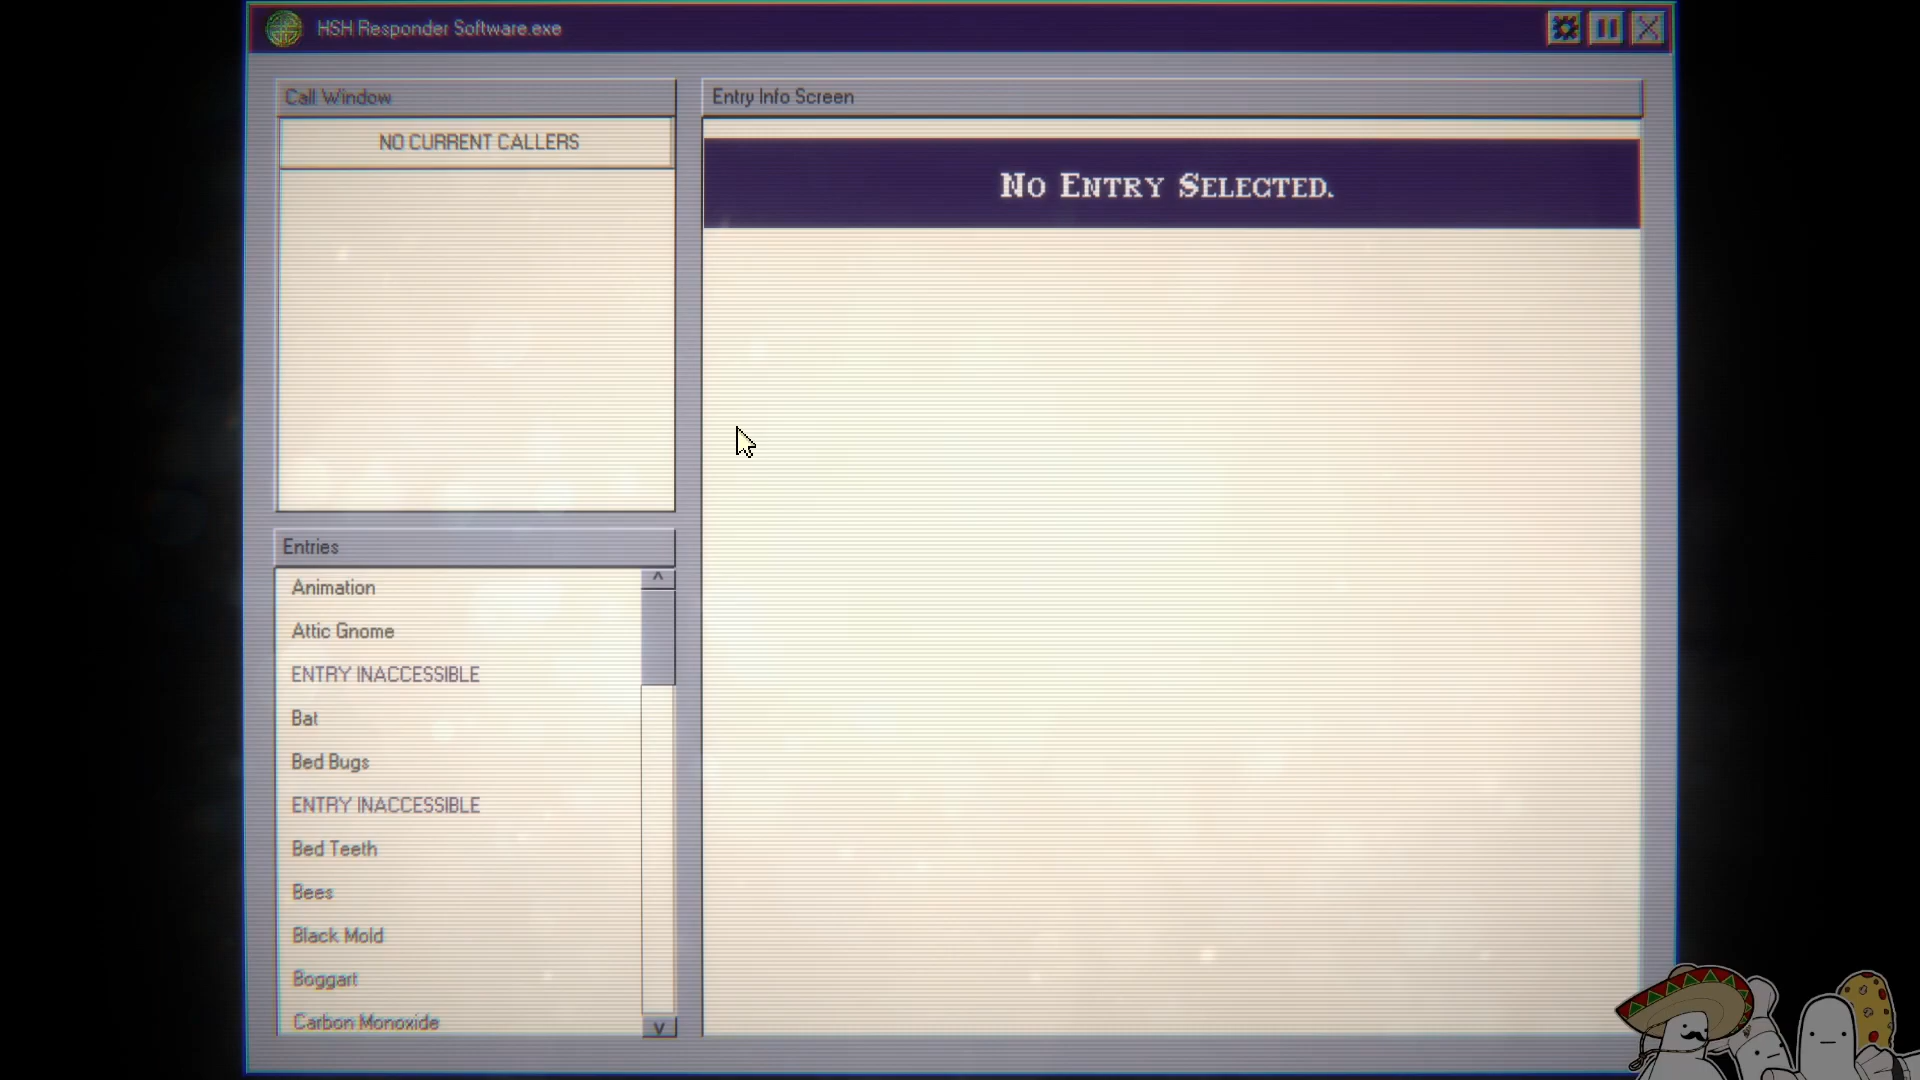 HSH Responder Software.exe
Call Window
NO CURRENT CALLERS
Entries
Animation
Attic Gnome
ENTRY INACCESSIBLE
Bat
Bed Bugs
ENTRY INACCESSIBLE
Bed Teeth
Bees
Black Mold
Boggart
Carbon Monoxide
Entry Info Screen
No Entry Selected.